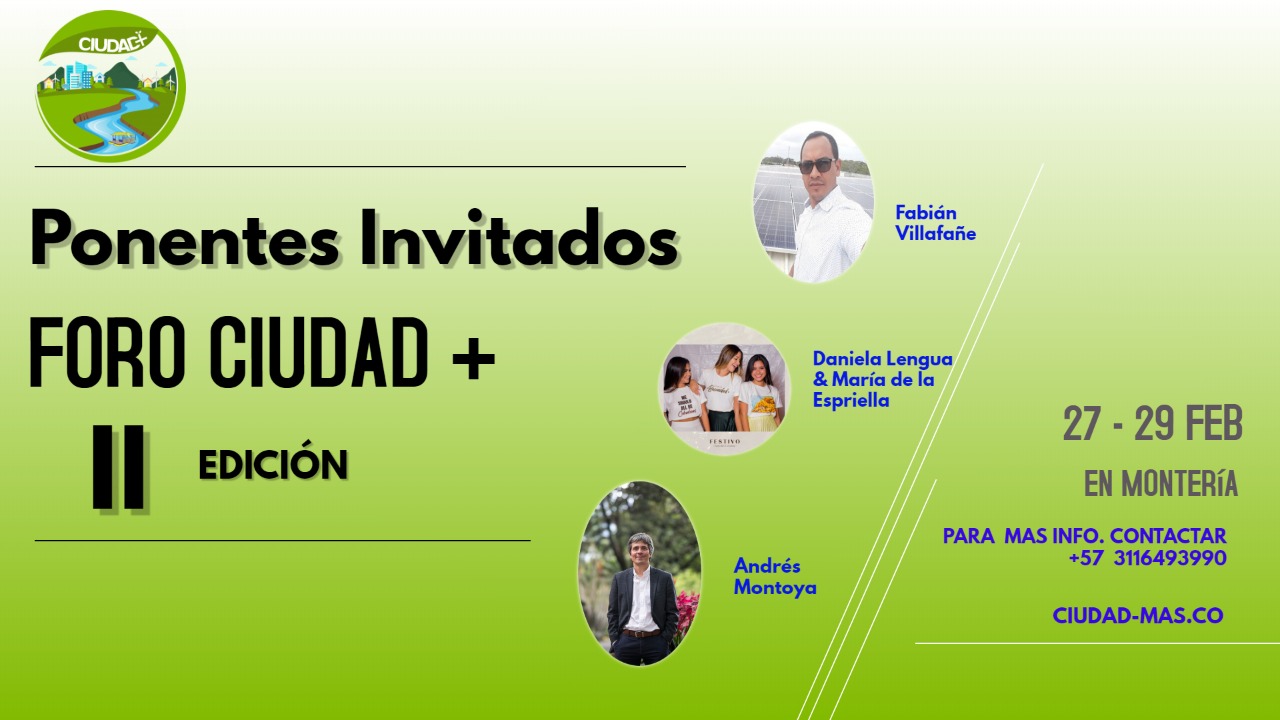 CIUDAD+
Ponentes Invitados
FORO CIUDAD +
II
EDICIÓN
Fabián
Villafañe
Daniela Lengua
& María de la
Espriella
FESTIVO
Andrés
Montoya
27 - 29 FEB
EN MONTERíA
PARA MAS INFO. CONTACTAR
+57 3116493990
CIUDAD-MAS.CO